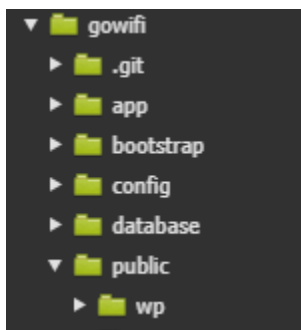 gowifi
.git
app
bootstrap
config
database
public
wp